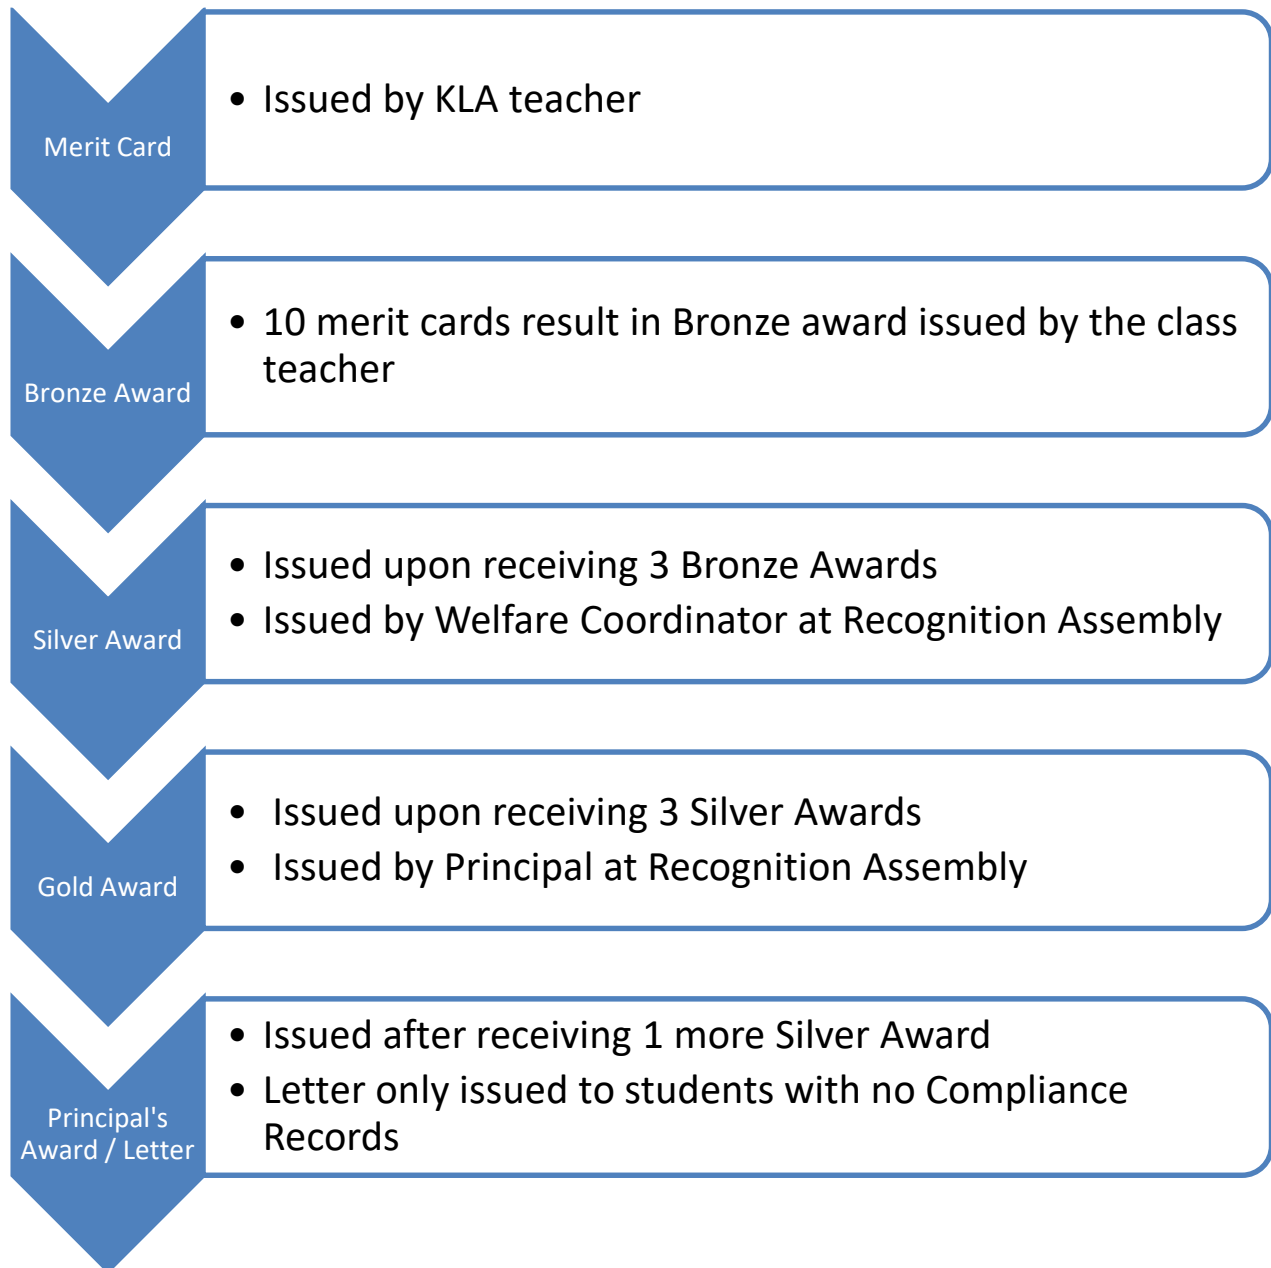 Merit Card
• Issued by KLA teacher
Bronze Award
• 10 merit cards result in Bronze award issued by the class
teacher
Silver Award
• Issued upon receiving 3 Bronze Awards
• Issued by Welfare Coordinator at Recognition Assembly
Gold Award
• Issued upon receiving 3 Silver Awards
• Issued by Principal at Recognition Assembly
Principal's
Award / Letter
• Issued after receiving 1 more Silver Award
• Letter only issued to students with no Compliance
Records